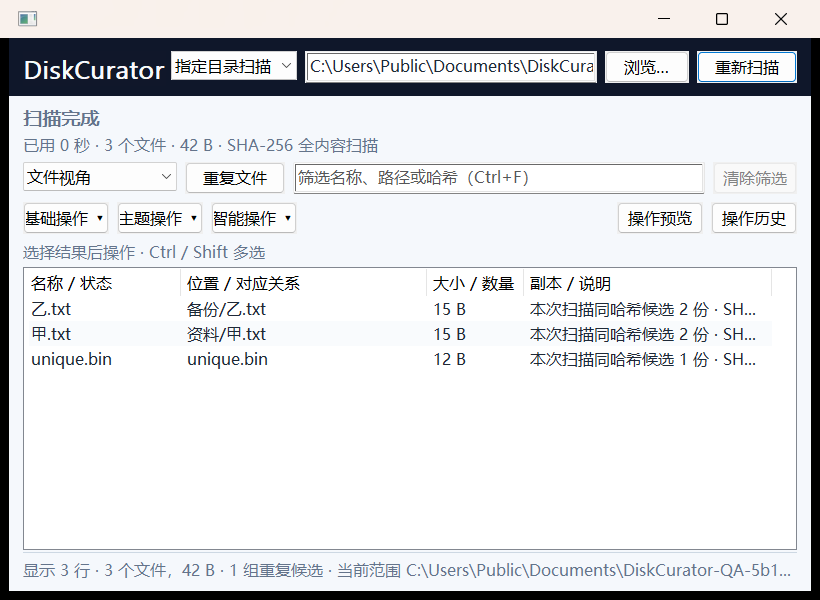 DiskCurator 指定目录扫描 C:\Users\Public\Documents\DiskCura 浏览... 重新扫描
扫描完成
已用 0 秒 · 3 个文件 · 42 B · SHA-256 全内容扫描
文件视角 重复文件 筛选名称、路径或哈希（Ctrl+F） 清除筛选
基础操作 主题操作 智能操作 操作预览 操作历史
选择结果后操作 · Ctrl / Shift 多选
名称 / 状态 位置 / 对应关系 大小 / 数量 副本 / 说明
乙.txt 备份/乙.txt 15 B 本次扫描同哈希候选 2 份 · SH...
甲.txt 资料/甲.txt 15 B 本次扫描同哈希候选 2 份 · SH...
unique.bin unique.bin 12 B 本次扫描同哈希候选 1 份 · SH...
显示 3 行 · 3 个文件，42 B · 1 组重复候选 · 当前范围 C:\Users\Public\Documents\DiskCurator-QA-5b1...